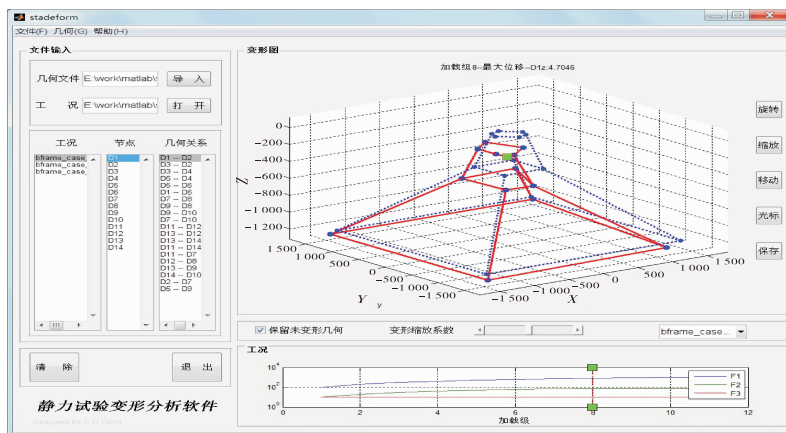 stadeform
文件(F) 几何(G) 帮助(H)
文件输入
几何文件 E:\work\matlab\ 导 入
工 况 E:\work\matlab\ 打 开
工况 节点 几何关系
bframe_case_
bframe_case_
bframe_case_
D1
D2
D3
D4
D5
D6
D7
D8
D9
D10
D11
D12
D13
D14
D1 -- D2
D3 -- D2
D3 -- D4
D5 -- D4
D5 -- D6
D1 -- D6
D7 -- D8
D9 -- D8
D9 -- D10
D7 -- D10
D11 -- D12
D13 -- D12
D13 -- D14
D11 -- D14
D11 -- D7
D12 -- D8
D13 -- D9
D14 -- D10
D2 -- D7
D6 -- D9
清 除
退 出
静力试验变形分析软件
Designed by C H Deng
变形图
加载级8--最大位移--D1z:4.7046
0
-200
-400
-600
-800
-1 000
-1 200
Z
1 500
1 000
500
0
-500
-1 000
-1 500
Y
y
-1 500
-1 000
-500
0
500
1 000
1 500
X
旋转
缩放
移动
光标
保存
保留未变形几何 变形缩放系数 bframe_case...
工况
10⁴
10²
10⁰
0 2 4 6 8 10 12
加载级
F1
F2
F3